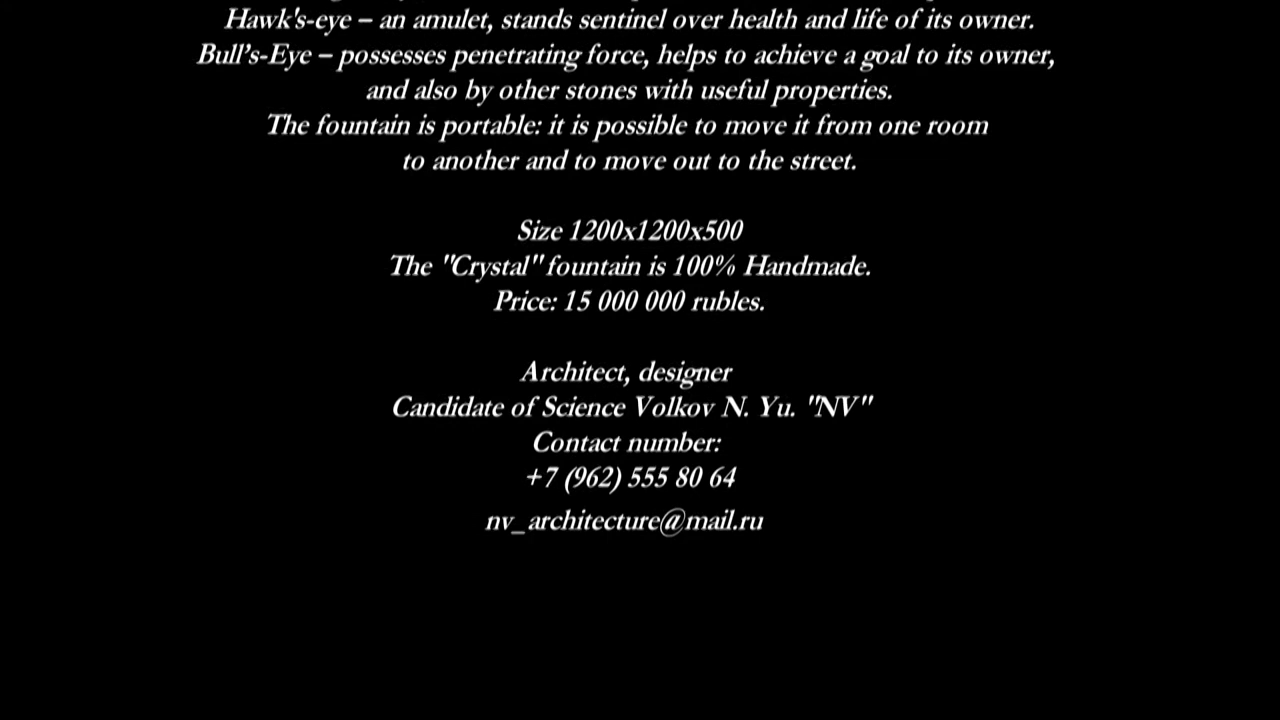 Hawk's-eye – an amulet, stands sentinel over health and life of its owner.
Bull's-Eye – possesses penetrating force, helps to achieve a goal to its owner,
and also by other stones with useful properties.
The fountain is portable: it is possible to move it from one room
to another and to move out to the street.
Size 1200x1200x500
The "Crystal" fountain is 100% Handmade.
Price: 15 000 000 rubles.
Architect, designer
Candidate of Science Volkov N. Yu. "NV"
Contact number:
+7 (962) 555 80 64
nv_architecture@mail.ru